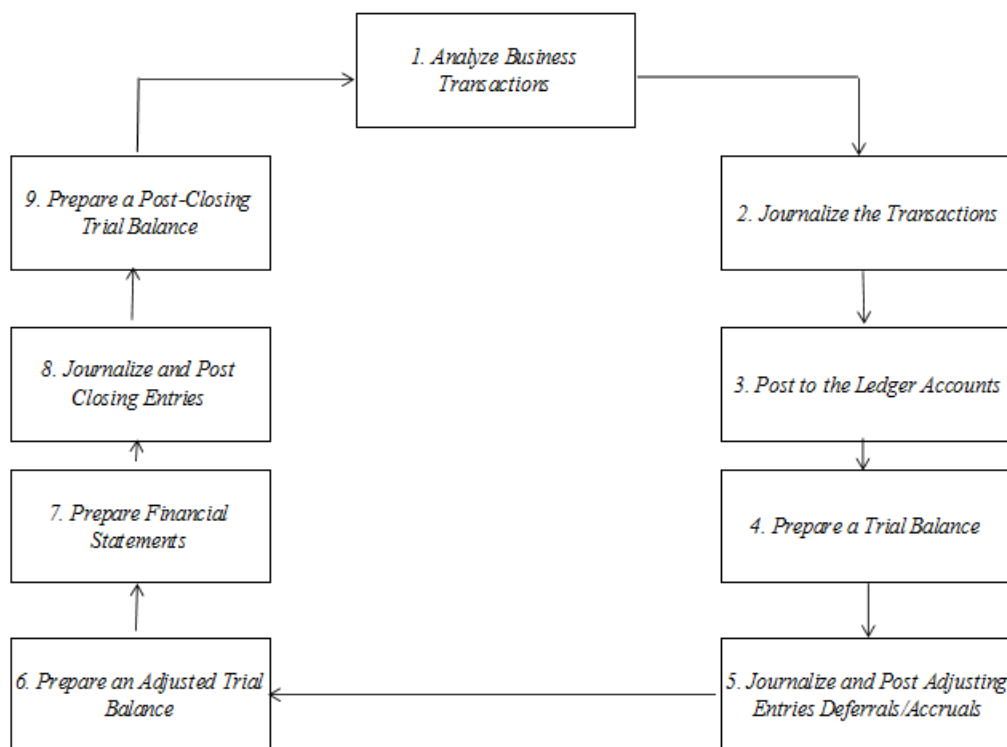 1. Analyze Business
Transactions
2. Journalize the Transactions
3. Post to the Ledger Accounts
4. Prepare a Trial Balance
5. Journalize and Post Adjusting
Entries Deferrals/Accruals
6. Prepare an Adjusted Trial
Balance
7. Prepare Financial
Statements
8. Journalize and Post
Closing Entries
9. Prepare a Post-Closing
Trial Balance